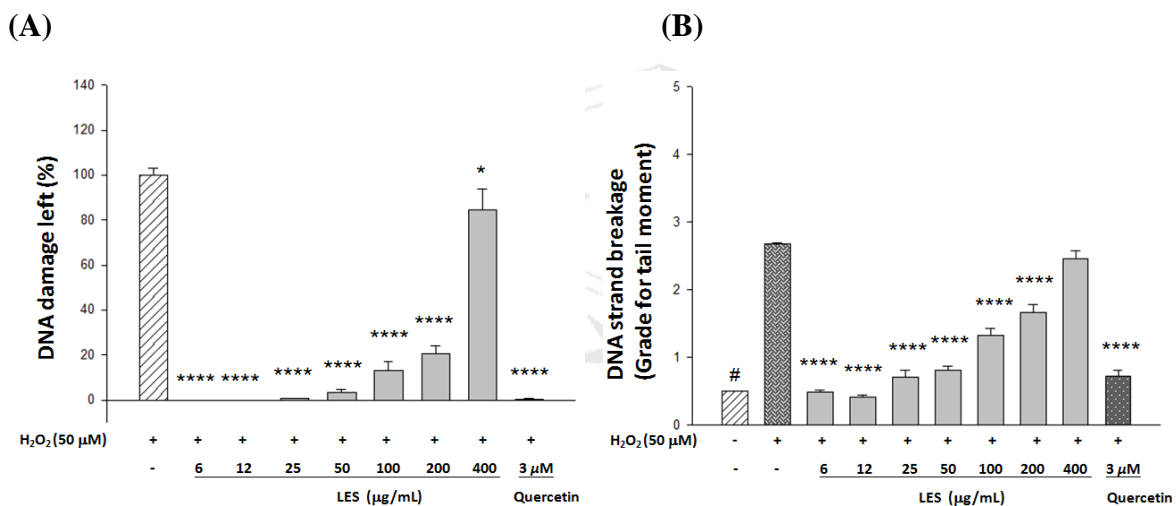 (A)
DNA damage left (%)
140
120
100
80
60
40
20
0
*
**** **** **** **** **** **** ****
H₂O₂ (50 μM) + + + + + + + + +
- 6 12 25 50 100 200 400 3 μM
LES (μg/mL) Quercetin
(B)
DNA strand breakage
(Grade for tail moment)
5
4
3
2
1
0
# **** **** **** **** **** **** ****
H₂O₂ (50 μM) - + + + + + + + + +
- - 6 12 25 50 100 200 400 3 μM
LES (μg/mL) Quercetin